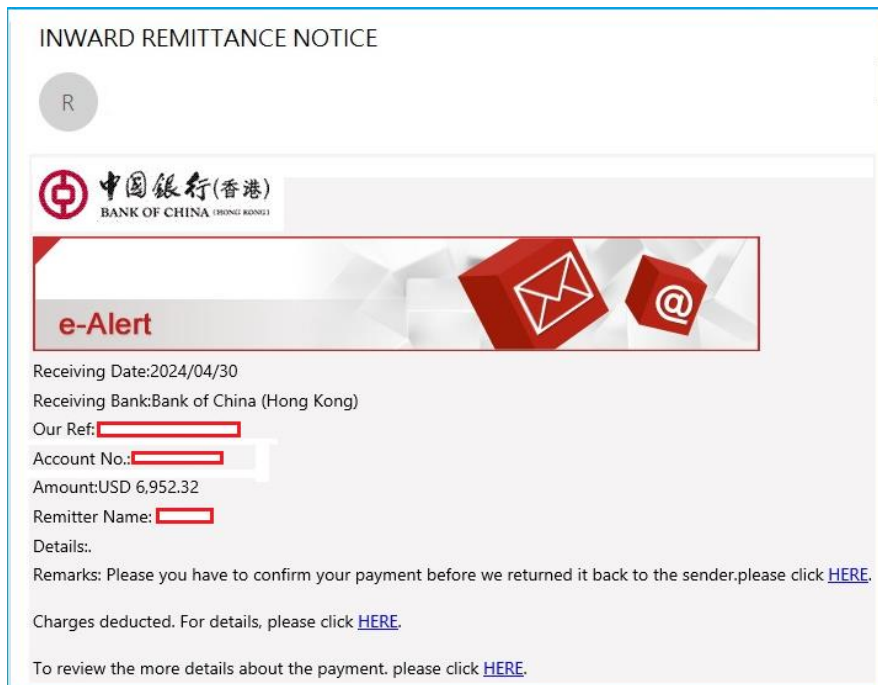 INWARD REMITTANCE NOTICE
R
中國銀行(香港)
BANK OF CHINA (HONG KONG)
@
e-Alert
Receiving Date:2024/04/30
Receiving Bank:Bank of China (Hong Kong)
Our Ref:
Account No.:
Amount:USD 6,952.32
Remitter Name:
Details:.
Remarks: Please you have to confirm your payment before we returned it back to the sender.please click HERE.
Charges deducted. For details, please click HERE.
To review the more details about the payment. please click HERE.